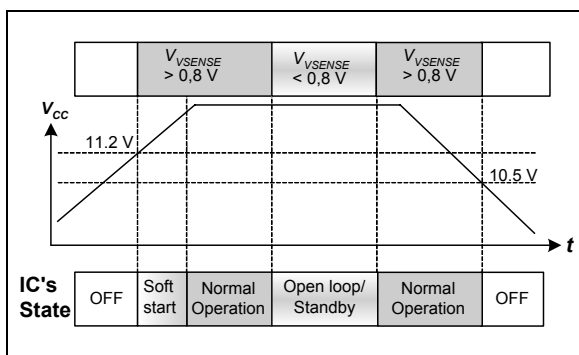 V_VSENSE
> 0,8 V
V_VSENSE
< 0,8 V
V_VSENSE
> 0,8 V
V_CC
11.2 V
10.5 V
t
IC's
State
OFF
Soft
start
Normal
Operation
Open loop/
Standby
Normal
Operation
OFF